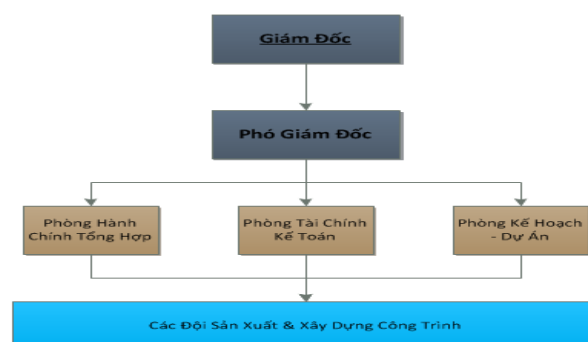 Giám Đốc
Phó Giám Đốc
Phòng Hành
Chính Tổng Hợp
Phòng Tài Chính
Kế Toán
Phòng Kế Hoạch
- Dự Án
Các Đội Sản Xuất & Xây Dựng Công Trình